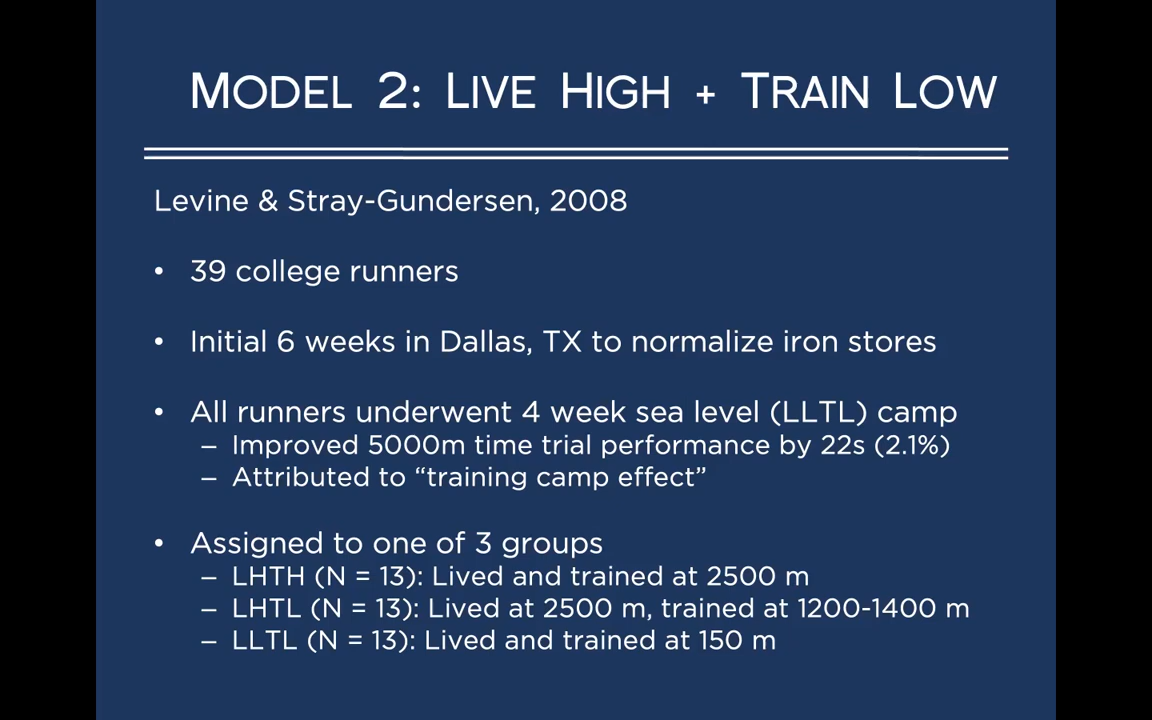 MODEL 2: LIVE HIGH + TRAIN LOW
Levine & Stray-Gundersen, 2008
• 39 college runners
• Initial 6 weeks in Dallas, TX to normalize iron stores
• All runners underwent 4 week sea level (LLTL) camp
– Improved 5000m time trial performance by 22s (2.1%)
– Attributed to “training camp effect”
• Assigned to one of 3 groups
– LHTH (N = 13): Lived and trained at 2500 m
– LHTL (N = 13): Lived at 2500 m, trained at 1200-1400 m
– LLTL (N = 13): Lived and trained at 150 m